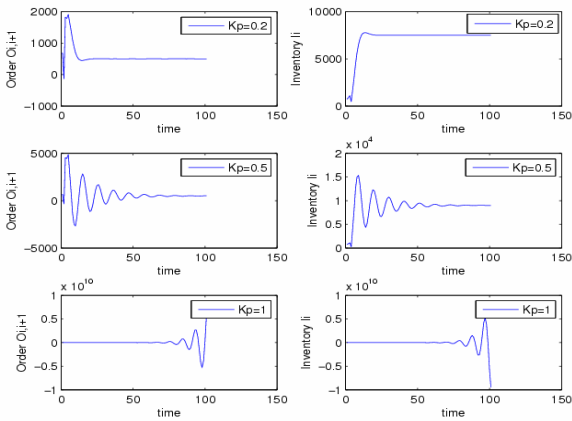 2000
1000
0
-1000
Order Oi,i+1
Kp=0.2
0 50 100 150
time
10000
5000
0
Inventory Ii
Kp=0.2
0 50 100 150
time
5000
0
-5000
Order Oi,i+1
Kp=0.5
0 50 100 150
time
x 10^4
2
1.5
1
0.5
0
Inventory Ii
Kp=0.5
0 50 100 150
time
x 10^10
1
0.5
0
-0.5
-1
Order Oi,i+1
Kp=1
0 50 100 150
time
x 10^10
1
0.5
0
-0.5
-1
Inventory Ii
Kp=1
0 50 100 150
time